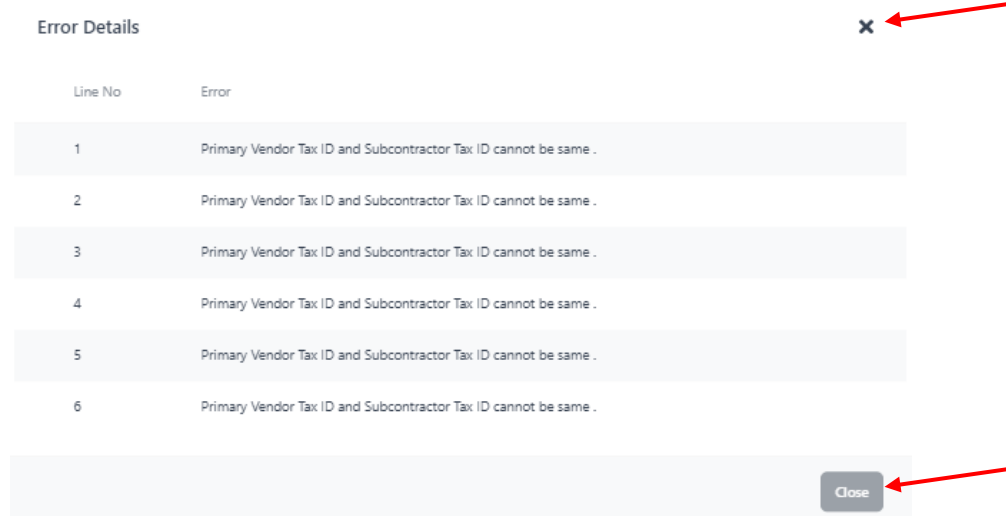 Error Details
Line No Error
1 Primary Vendor Tax ID and Subcontractor Tax ID cannot be same .
2 Primary Vendor Tax ID and Subcontractor Tax ID cannot be same .
3 Primary Vendor Tax ID and Subcontractor Tax ID cannot be same .
4 Primary Vendor Tax ID and Subcontractor Tax ID cannot be same .
5 Primary Vendor Tax ID and Subcontractor Tax ID cannot be same .
6 Primary Vendor Tax ID and Subcontractor Tax ID cannot be same .
Close